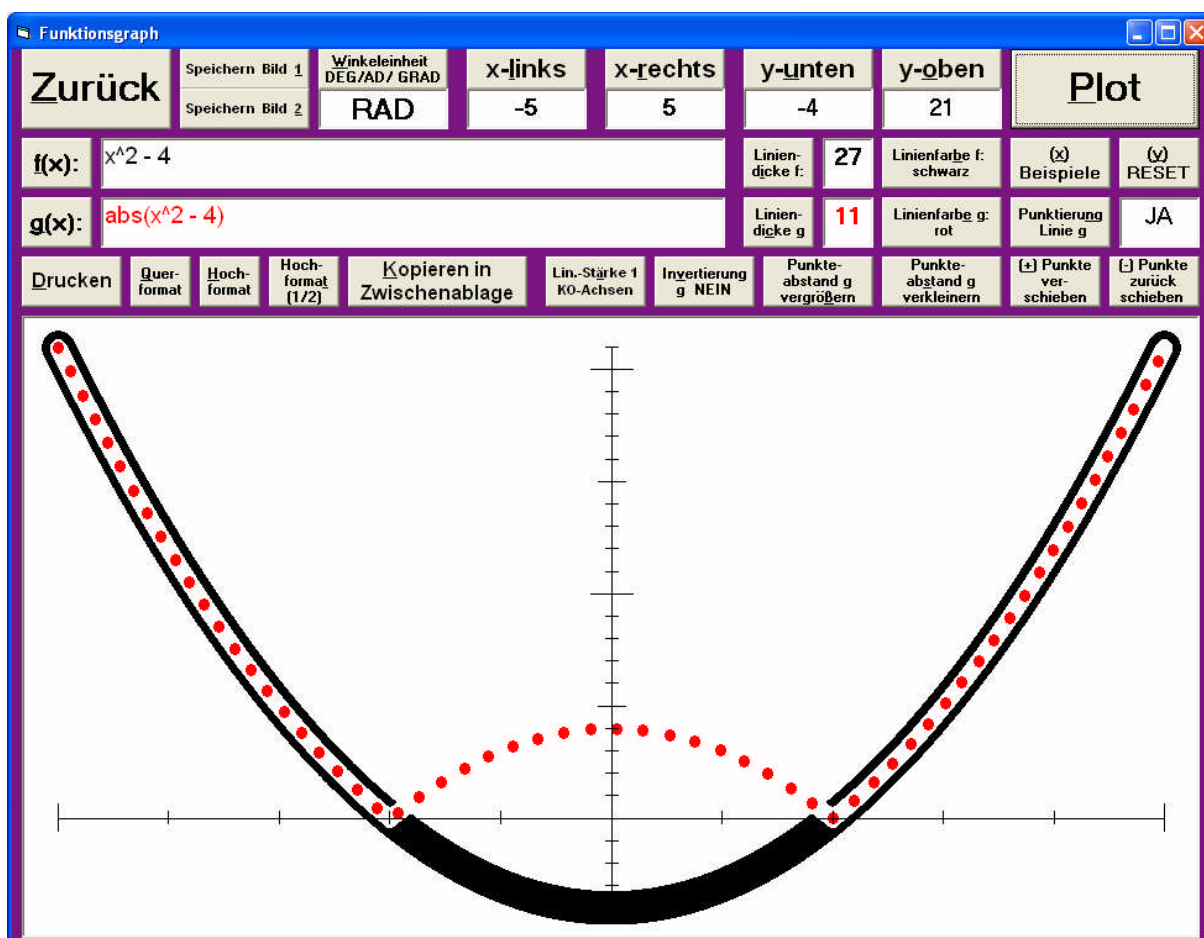 Funktionsgraph
Zurück
Speichern Bild 1
Speichern Bild 2
Winkeleinheit
DEG/AD/ GRAD
RAD
x-links
-5
x-rechts
5
y-unten
-4
y-oben
21
Plot
f(x):
x^2 - 4
Linien-
dicke f:
27
Linienfarbe f:
schwarz
(x)
Beispiele
(y)
RESET
g(x):
abs(x^2 - 4)
Linien-
dicke g
11
Linienfarbe g:
rot
Punktierung
Linie g
JA
Drucken
Quer-
format
Hoch-
format
Hoch-
format
(1/2)
Kopieren in
Zwischenablage
Lin.-Stärke 1
KO-Achsen
Invertierung
g NEIN
Punkte-
abstand g
vergrößern
Punkte-
abstand g
verkleinern
(+) Punkte
ver-
schieben
(-) Punkte
zurück
schieben